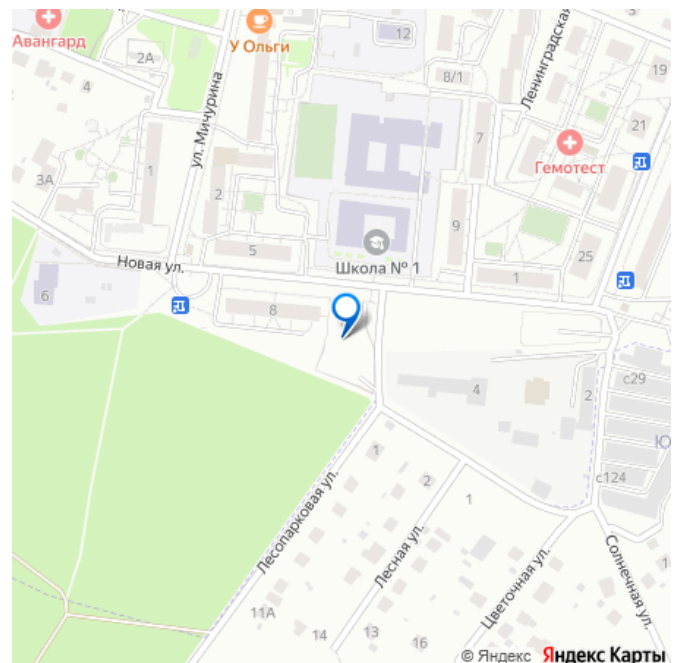 Авангард
2А
У Ольги
12
3
4
8/1
Ленинградская
19
ул. Мичурина
7
21
1
Гемотест
3А
2
9
5
25
Новая ул.
Школа № 1
1
6
8
4
2
с29
Ю
1
2
1
с124
Лесопарковая ул.
Лесная ул.
Цветочная ул.
Солнечная ул.
1
11А
14
13
16
© Яндекс Яндекс Карты